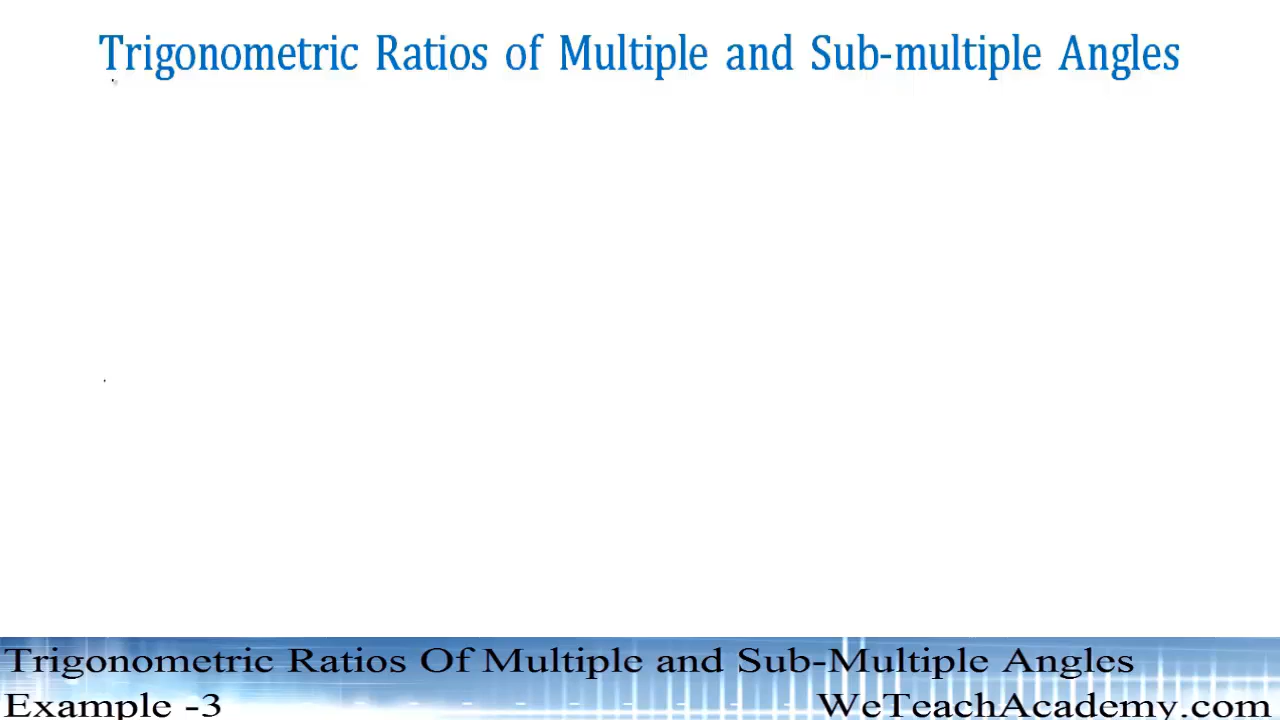 Trigonometric Ratios of Multiple and Sub-multiple Angles
Trigonometric Ratios Of Multiple and Sub-Multiple Angles
Example -3 WeTeachAcademy.com